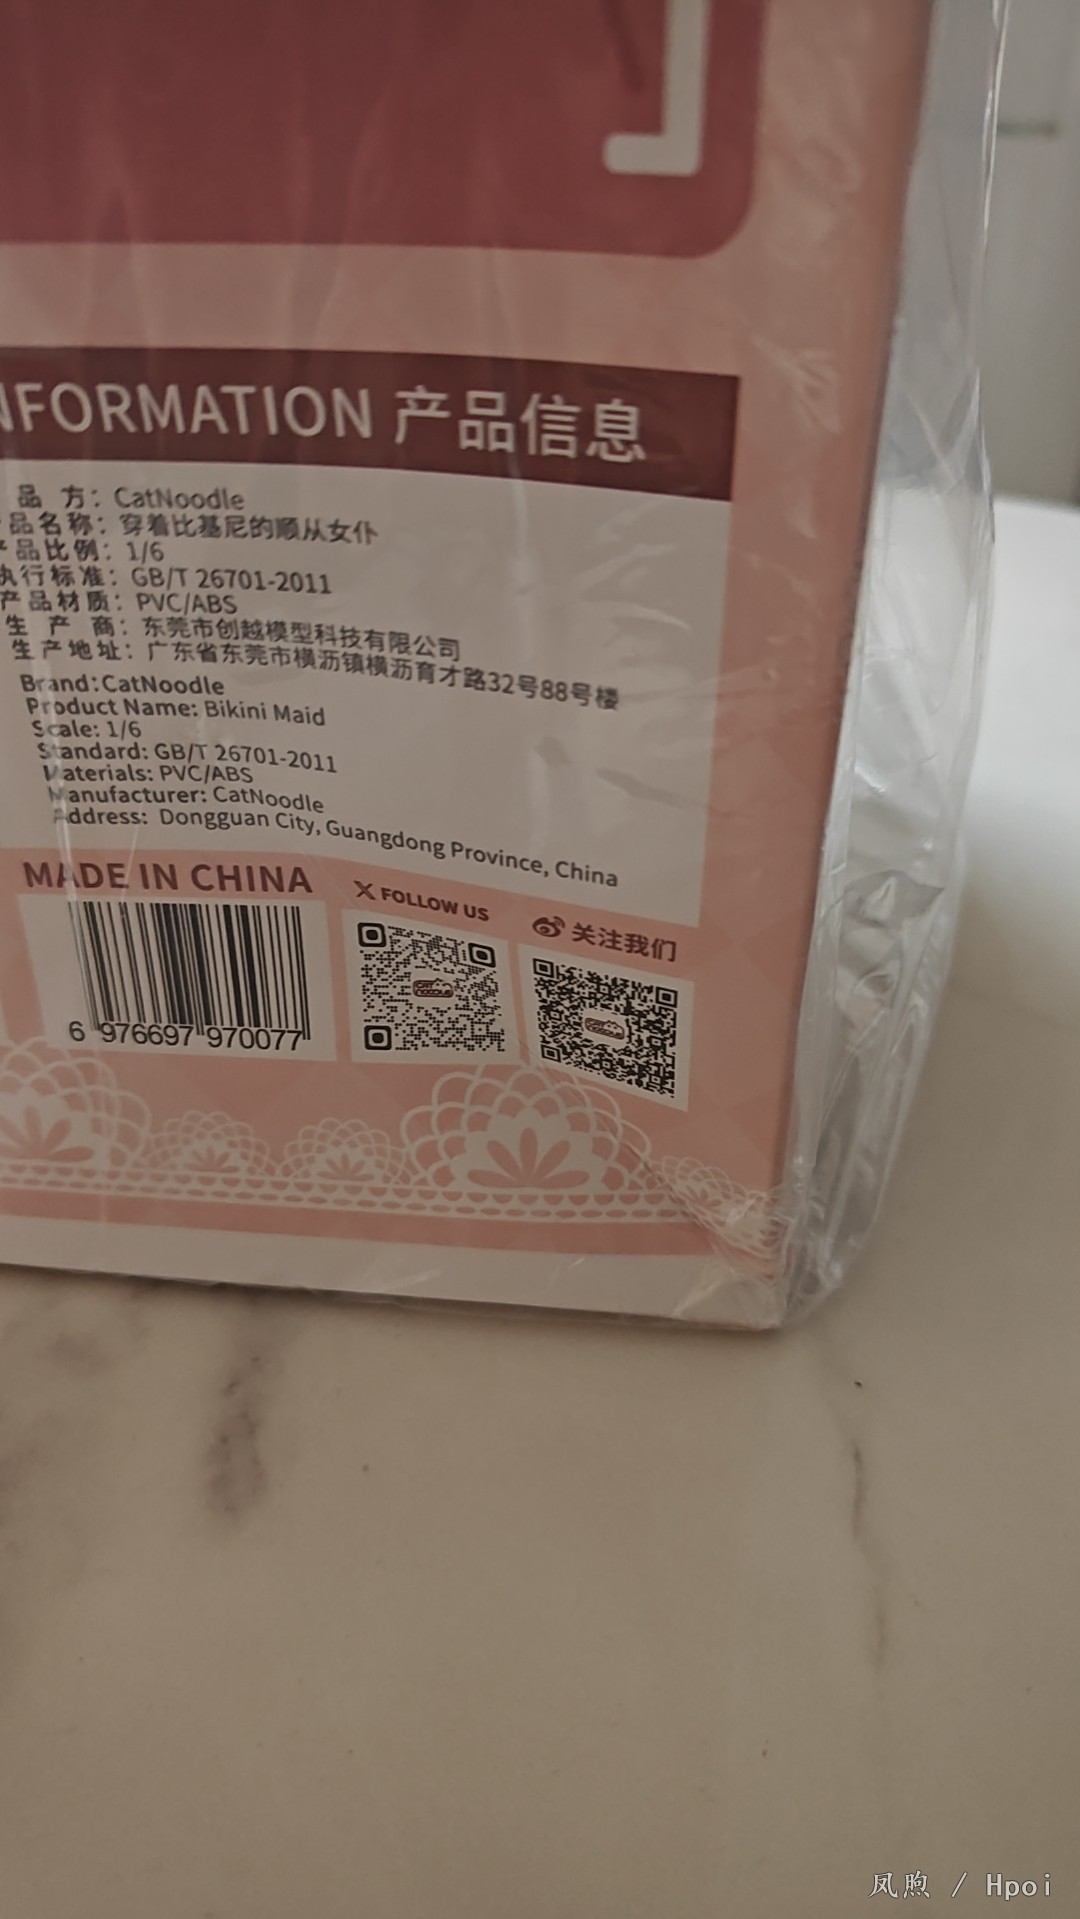 NFORMATION 产品信息
品 方：CatNoodle
品名称：穿着比基尼的顺从女仆
产品比例：1/6
执行标准：GB/T 26701-2011
产品材质：PVC/ABS
生 产 商：东莞市创越模型科技有限公司
生产地址：广东省东莞市横沥镇横沥育才路32号88号楼
Brand:CatNoodle
Product Name: Bikini Maid
Scale: 1/6
Standard: GB/T 26701-2011
Materials: PVC/ABS
Manufacturer: CatNoodle
Address: Dongguan City, Guangdong Province, China
MADE IN CHINA
X FOLLOW US
关注我们
6 976697 970077
凤煦 / Hpoi